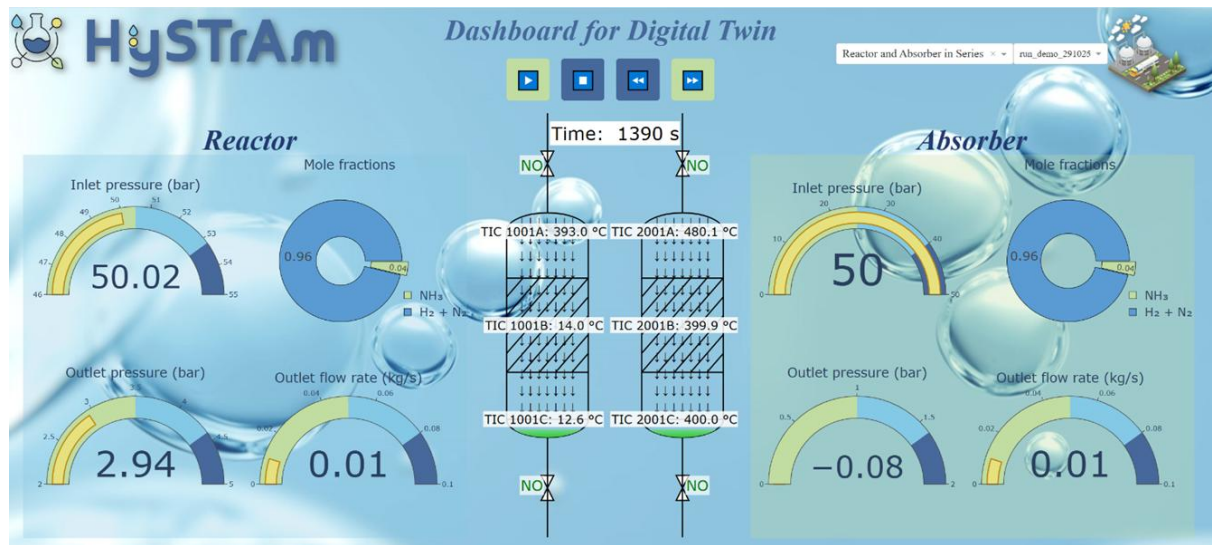 HySTrAm
Dashboard for Digital Twin
Reactor and Absorber in Series × run_demo_291025
Time: 1390 s
Reactor
Inlet pressure (bar)
46 47 48 49 50 51 52 53 54 55
50.02
Mole fractions
0.96
0.04
NH₃
H₂ + N₂
Outlet pressure (bar)
2 2.5 3 3.5 4 4.5 5
2.94
Outlet flow rate (kg/s)
0 0.02 0.04 0.06 0.08 0.1
0.01
NO
NO
TIC 1001A: 393.0 °C
TIC 2001A: 480.1 °C
TIC 1001B: 14.0 °C
TIC 2001B: 399.9 °C
TIC 1001C: 12.6 °C
TIC 2001C: 400.0 °C
NO
NO
Absorber
Inlet pressure (bar)
0 10 20 30 40 50
50
Mole fractions
0.96
0.04
NH₃
H₂ + N₂
Outlet pressure (bar)
0 0.5 1 1.5 2
−0.08
Outlet flow rate (kg/s)
0 0.02 0.04 0.06 0.08 0.1
0.01